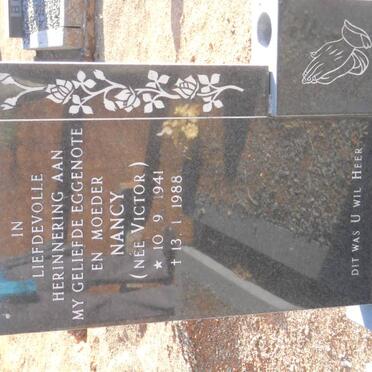 IN
LIEFDEVOLLE
HERINNERING AAN
MY GELIEFDE EGGENOTE
EN MOEDER
NANCY
(NÉE VICTOR)
★ 10 9 1941
† 13 1 1988
DIT WAS U WIL HEER